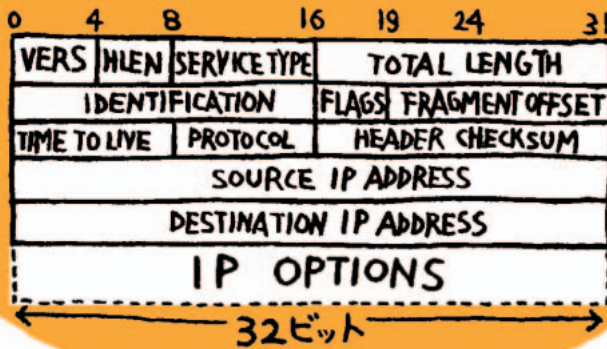 0 4 8 16 19 24 31
VERS HLEN SERVICE TYPE TOTAL LENGTH
IDENTIFICATION FLAGS FRAGMENT OFFSET
TIME TO LIVE PROTOCOL HEADER CHECKSUM
SOURCE IP ADDRESS
DESTINATION IP ADDRESS
IP OPTIONS
32ビット